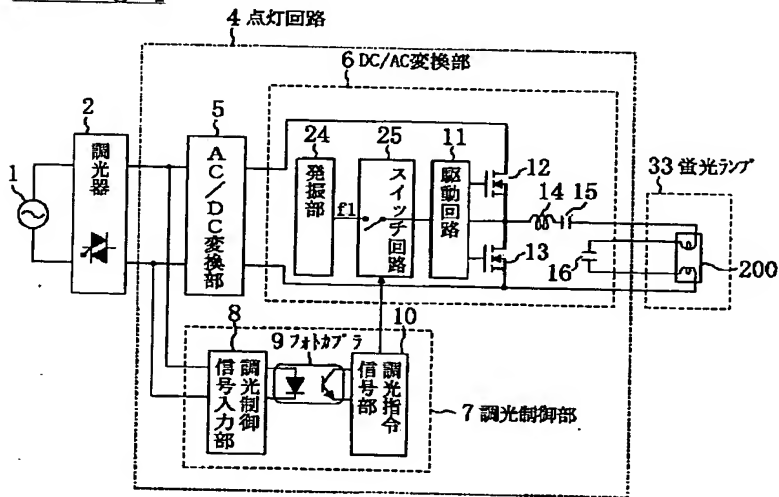 4 点灯回路
6 DC/AC変換部
2
調光器
1
5
AC/DC変換部
24
発振部
f1
25
スイッチ回路
11
駆動回路
12
13
14
15
16
33 蛍光ランプ
200
8
調光制御
信号入力部
9 フォトカプラ
10
調光指令
信号部
7 調光制御部